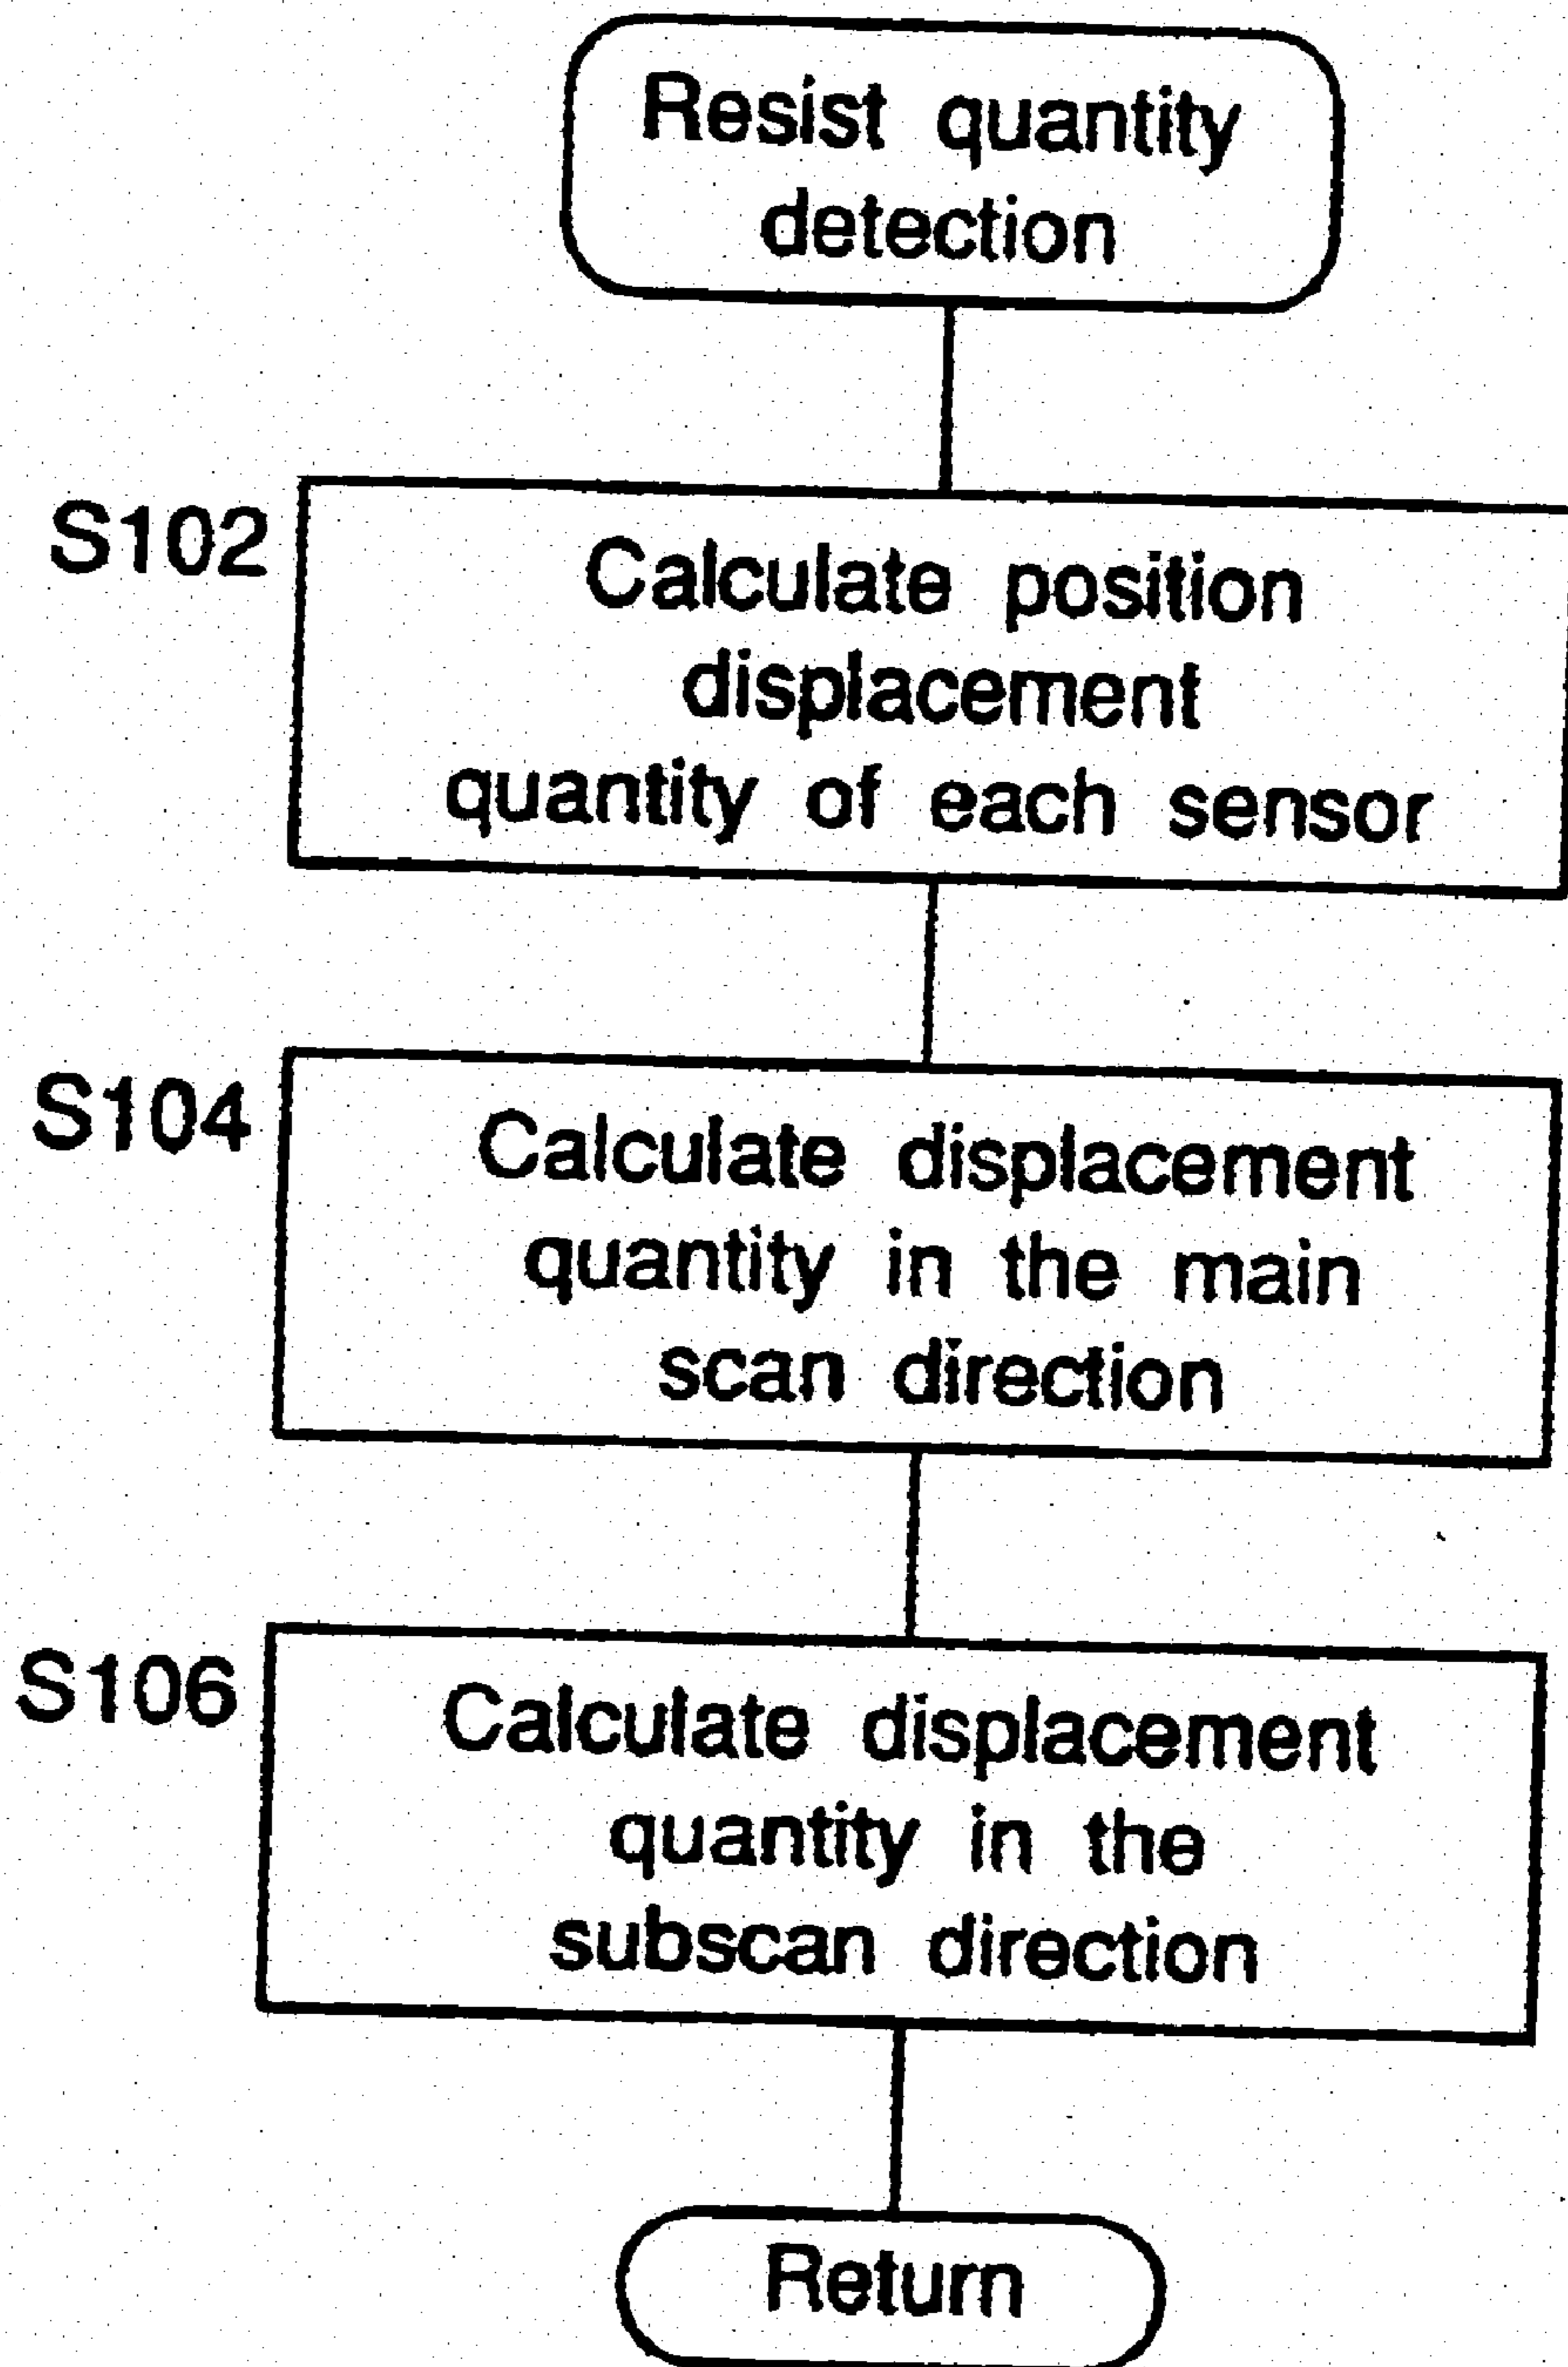 Resist quantity
detection
S102
Calculate position
displacement
quantity of each sensor
S104
Calculate displacement
quantity in the main
scan direction
S106
Calculate displacement
quantity in the
subscan direction
Return